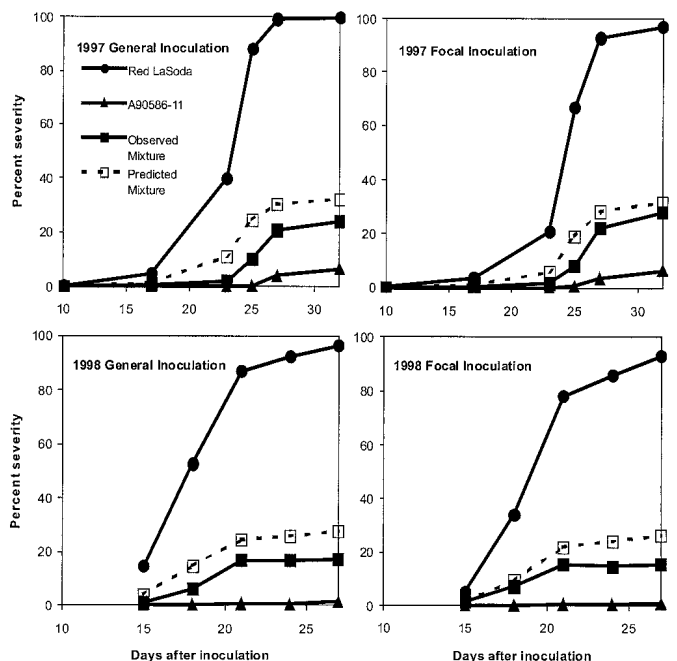 1997 General Inoculation
Red LaSoda
A90586-11
Observed
Mixture
Predicted
Mixture
Percent severity
100
80
60
40
20
0
10 15 20 25 30
1997 Focal Inoculation
100
80
60
40
20
0
10 15 20 25 30
1998 General Inoculation
Percent severity
100
80
60
40
20
0
10 15 20 25
Days after inoculation
1998 Focal Inoculation
100
80
60
40
20
0
10 15 20 25
Days after inoculation